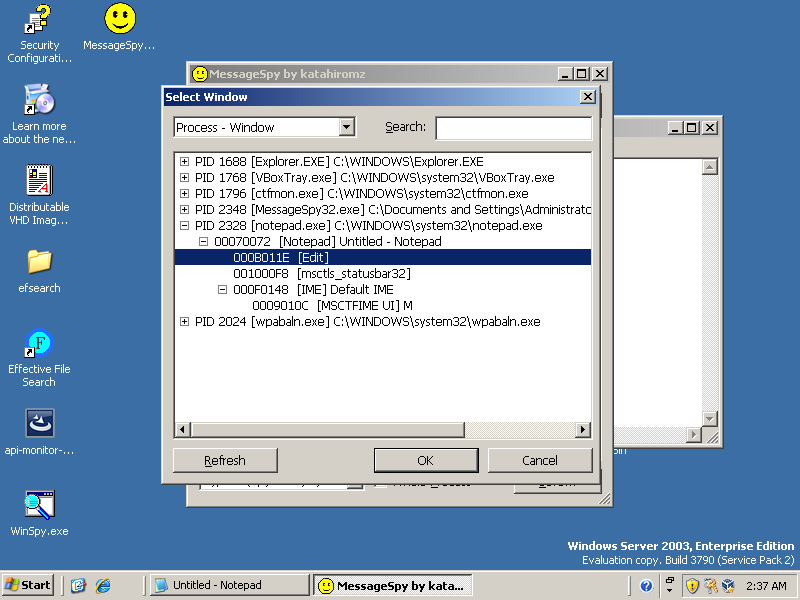 Security
Configurati...
MessageSpy...
Learn more
about the ne...
Distributable
VHD Imag...
efsearch
Effective File
Search
api-monitor-...
WinSpy.exe
MessageSpy by katahiromz
Select Window
Process - Window
Search:
PID 1688 [Explorer.EXE] C:\WINDOWS\Explorer.EXE
PID 1768 [VBoxTray.exe] C:\WINDOWS\system32\VBoxTray.exe
PID 1796 [ctfmon.exe] C:\WINDOWS\system32\ctfmon.exe
PID 2348 [MessageSpy32.exe] C:\Documents and Settings\Administrato
PID 2328 [notepad.exe] C:\WINDOWS\system32\notepad.exe
00070072 [Notepad] Untitled - Notepad
000B011E [Edit]
001000F8 [msctls_statusbar32]
000F0148 [IME] Default IME
0009010C [MSCTFIME UI] M
PID 2024 [wpabaln.exe] C:\WINDOWS\system32\wpabaln.exe
Refresh
OK
Cancel
Windows Server 2003, Enterprise Edition
Evaluation copy. Build 3790 (Service Pack 2)
Start
Untitled - Notepad
MessageSpy by kata...
2:37 AM